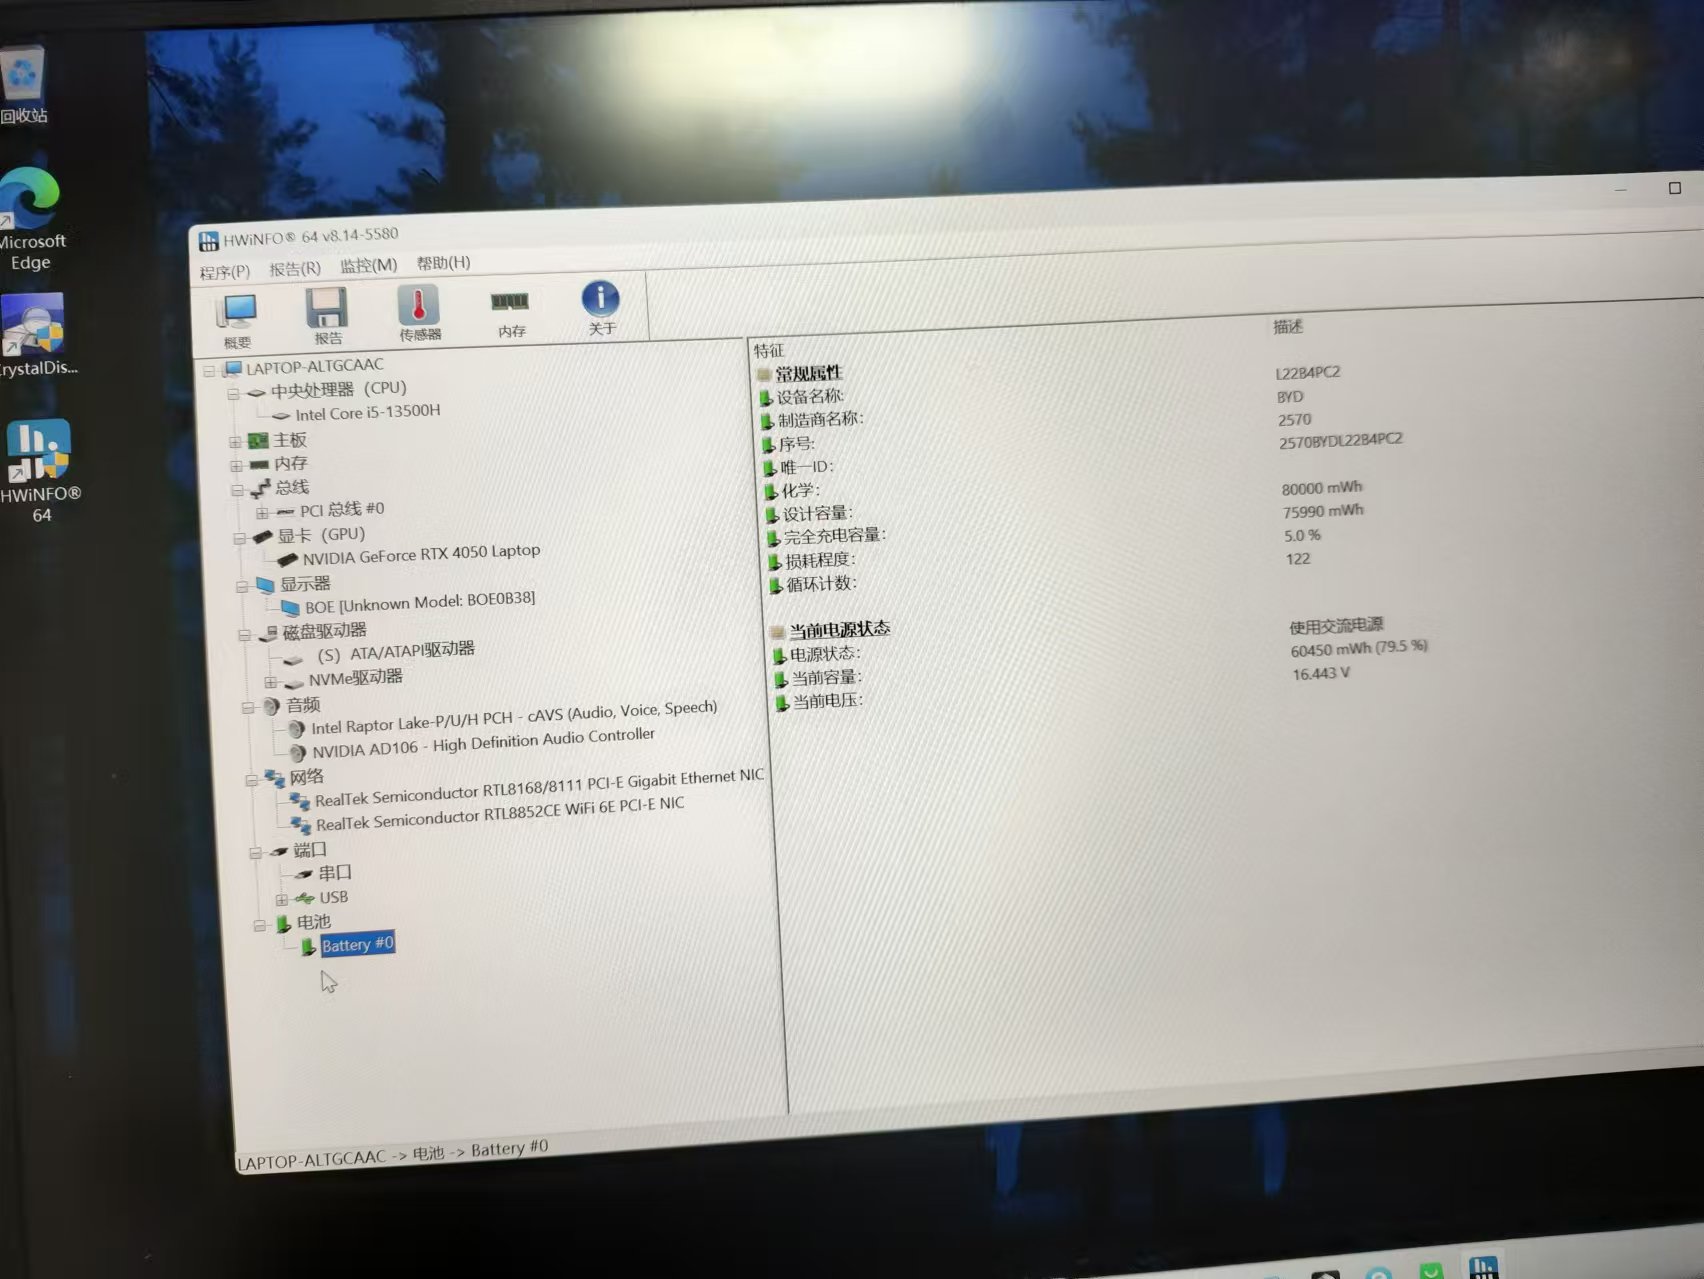 回收站
Microsoft
Edge
rystalDis...
HWiNFO®
64
HWiNFO® 64 v8.14-5580
程序(P) 报告(R) 监控(M) 帮助(H)
概要 报告 传感器 内存 关于
LAPTOP-ALTGCAAC
中央处理器 (CPU)
Intel Core i5-13500H
主板
内存
总线
PCI 总线 #0
显卡 (GPU)
NVIDIA GeForce RTX 4050 Laptop
显示器
BOE [Unknown Model: BOE0B38]
磁盘驱动器
(S) ATA/ATAPI驱动器
NVMe驱动器
音频
Intel Raptor Lake-P/U/H PCH - cAVS (Audio, Voice, Speech)
NVIDIA AD106 - High Definition Audio Controller
网络
RealTek Semiconductor RTL8168/8111 PCI-E Gigabit Ethernet NIC
RealTek Semiconductor RTL8852CE WiFi 6E PCI-E NIC
端口
串口
USB
电池
Battery #0
特征 描述
常规属性
设备名称: L22B4PC2
制造商名称: BYD
序号: 2570
唯一ID: 2570BYDL22B4PC2
化学:
设计容量: 80000 mWh
完全充电容量: 75990 mWh
损耗程度: 5.0 %
循环计数: 122
当前电源状态
电源状态: 使用交流电源
当前容量: 60450 mWh (79.5 %)
当前电压: 16.443 V
LAPTOP-ALTGCAAC -> 电池 -> Battery #0